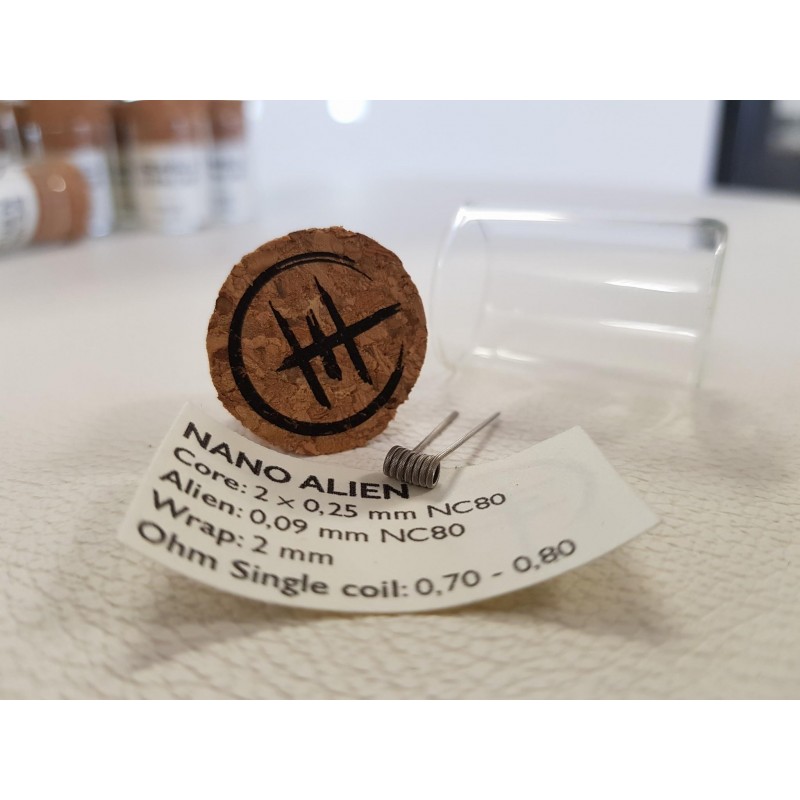 NANO ALIEN
Core: 2 x 0,25 mm NC80
Alien: 0,09 mm NC80
Wrap: 2 mm
Ohm Single coil: 0,70 - 0,80